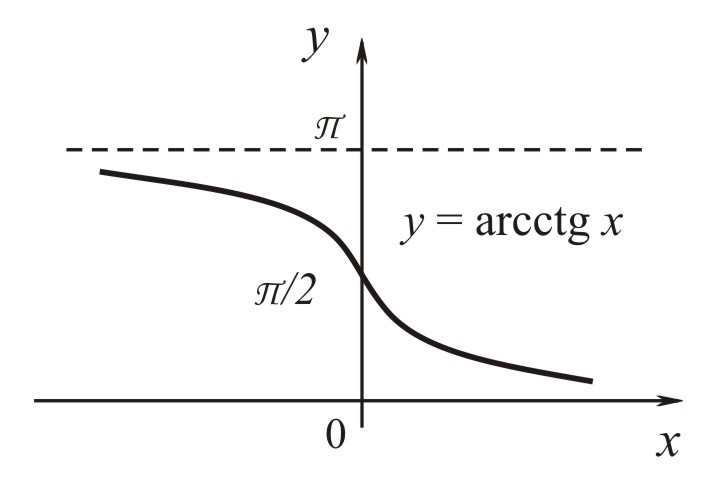 y
π
y = arcctg x
π/2
0
x